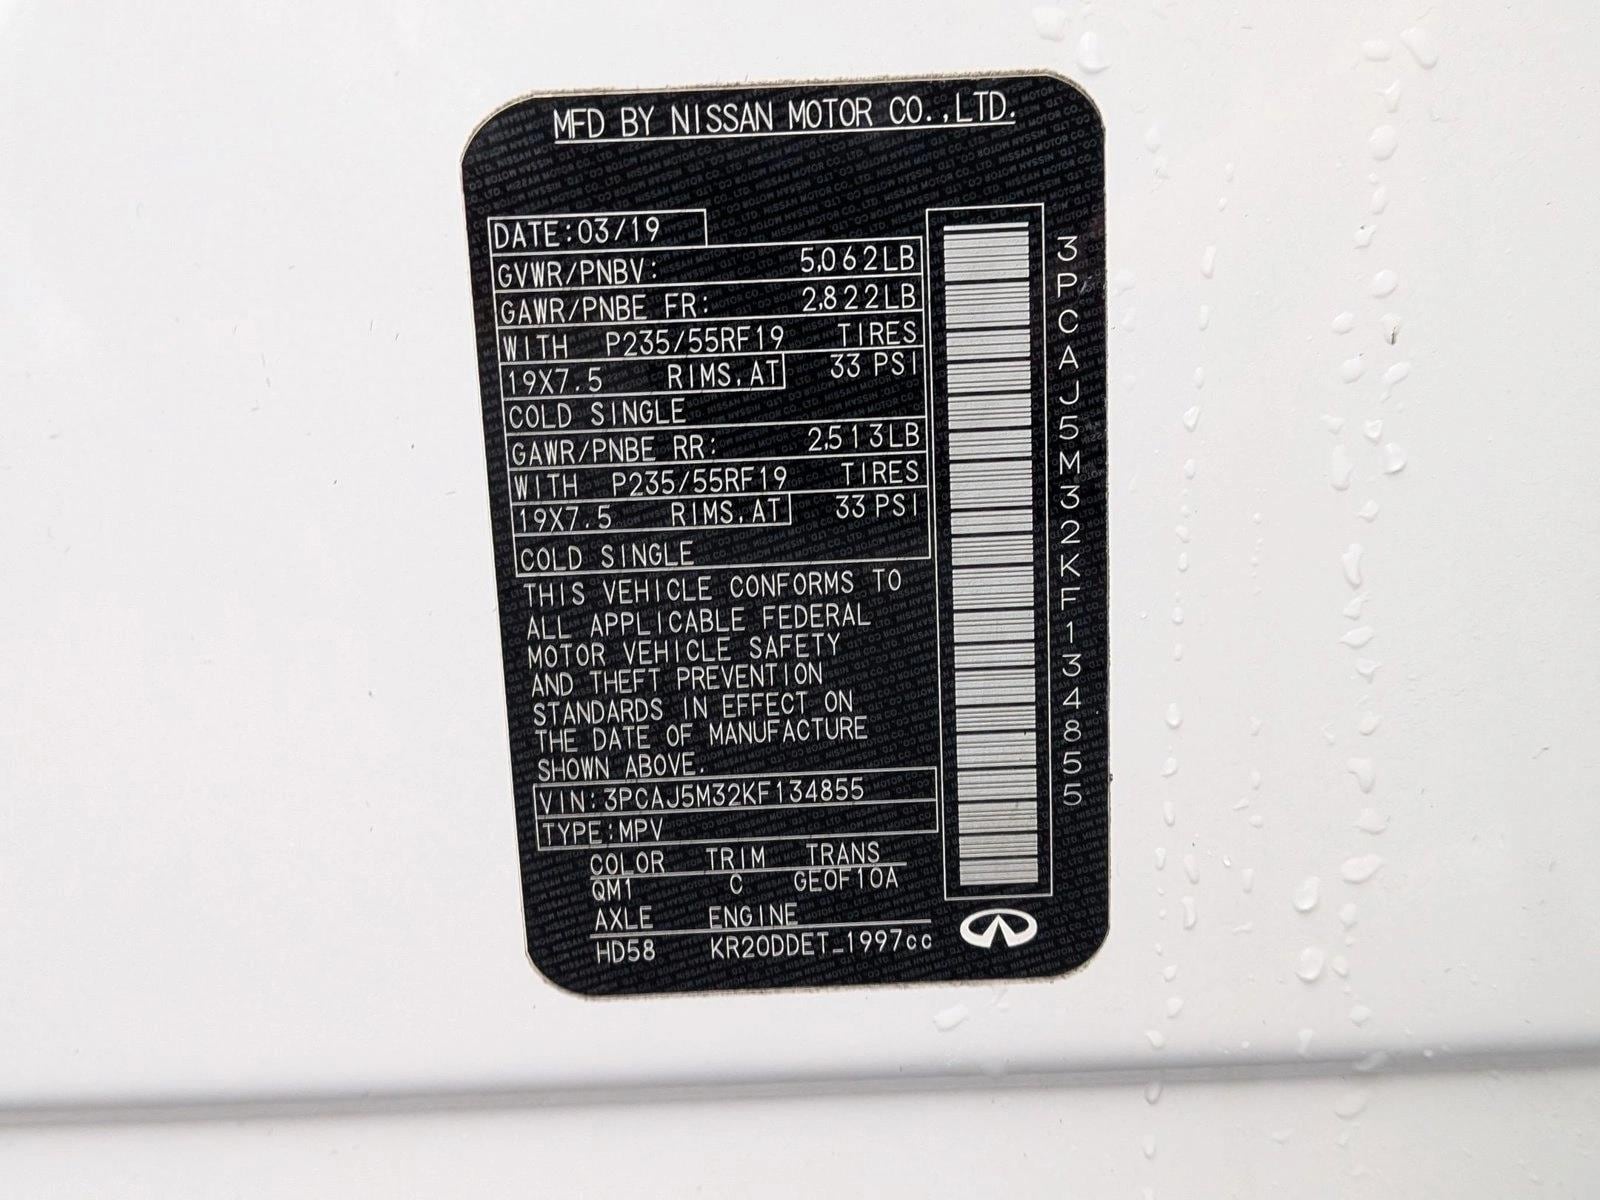 MFD BY NISSAN MOTOR CO.,LTD.
DATE:03/19
GVWR/PNBV: 5,062LB
GAWR/PNBE FR: 2,822LB
WITH P235/55RF19 TIRES
19X7.5 RIMS,AT 33 PSI
COLD SINGLE
GAWR/PNBE RR: 2,513LB
WITH P235/55RF19 TIRES
19X7.5 RIMS,AT 33 PSI
COLD SINGLE
THIS VEHICLE CONFORMS TO
ALL APPLICABLE FEDERAL
MOTOR VEHICLE SAFETY
AND THEFT PREVENTION
STANDARDS IN EFFECT ON
THE DATE OF MANUFACTURE
SHOWN ABOVE.
VIN:3PCAJ5M32KF134855
TYPE:MPV
COLOR TRIM TRANS
QM1 C GEOF10A
AXLE ENGINE
HD58 KR20DDET_1997cc
3PCAJ5M32KF134855